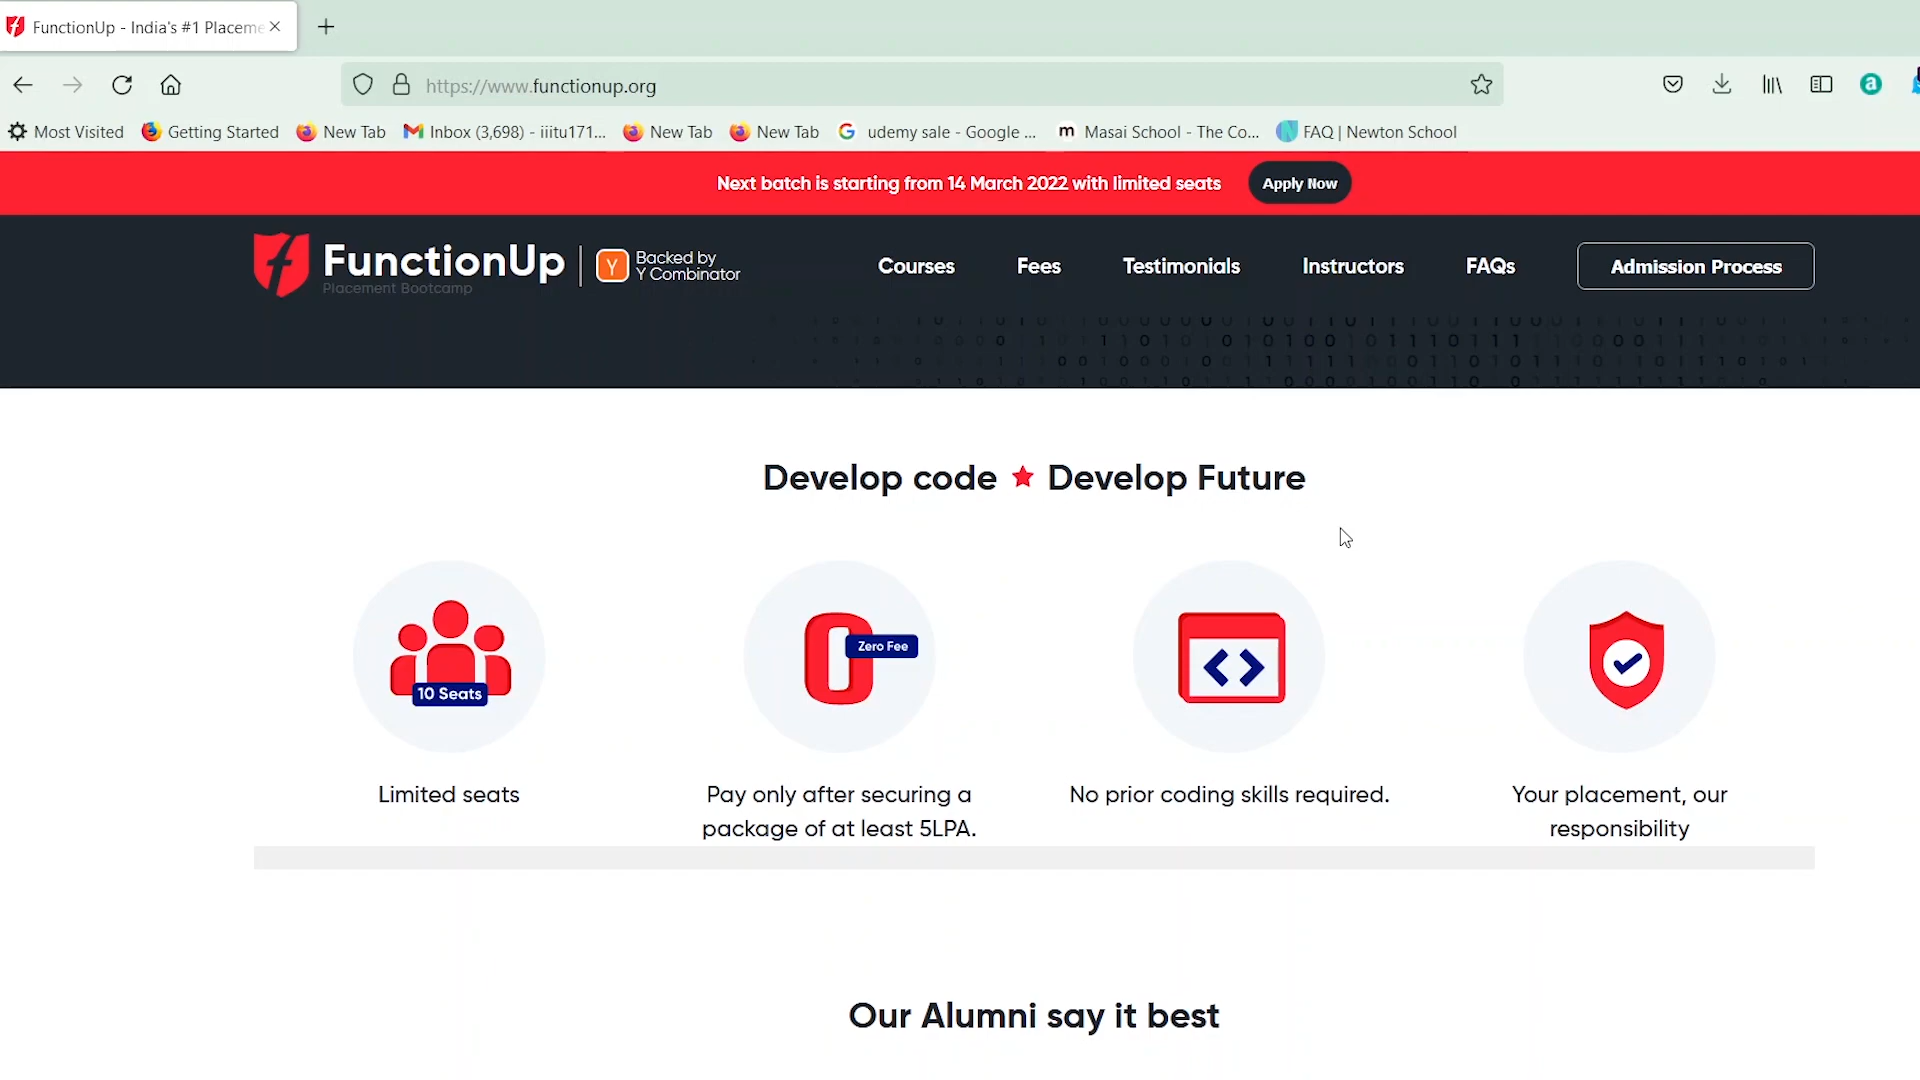 FunctionUp - India's #1 Placeme
https://www.functionup.org
Most Visited
Getting Started
New Tab
Inbox (3,698) - iiitu171...
New Tab
New Tab
udemy sale - Google ...
Masai School - The Co...
FAQ | Newton School
Next batch is starting from 14 March 2022 with limited seats
Apply Now
FunctionUp
Placement Bootcamp
Backed by
Y Combinator
Courses
Fees
Testimonials
Instructors
FAQs
Admission Process
Develop code ★ Develop Future
10 Seats
Zero Fee
Limited seats
Pay only after securing a
package of at least 5LPA.
No prior coding skills required.
Your placement, our
responsibility
Our Alumni say it best